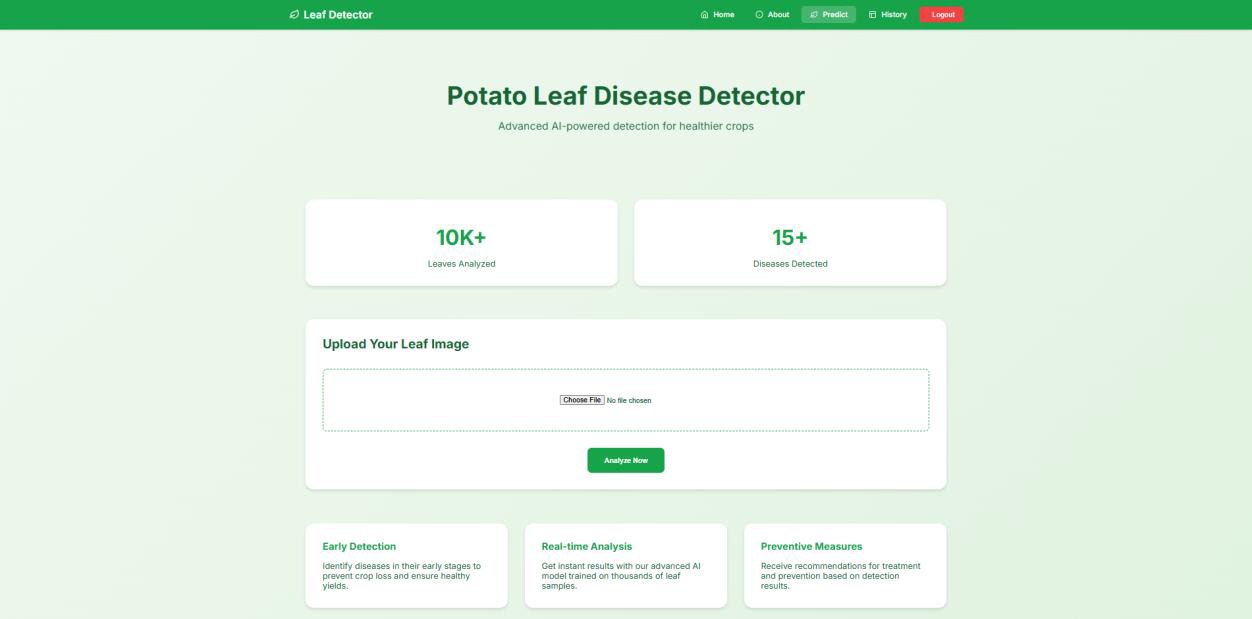 Leaf Detector
Home About Predict History Logout
Potato Leaf Disease Detector
Advanced AI-powered detection for healthier crops
10K+
Leaves Analyzed
15+
Diseases Detected
Upload Your Leaf Image
Choose File No file chosen
Analyze Now
Early Detection
Identify diseases in their early stages to
prevent crop loss and ensure healthy
yields.
Real-time Analysis
Get instant results with our advanced AI
model trained on thousands of leaf
samples.
Preventive Measures
Receive recommendations for treatment
and prevention based on detection
results.